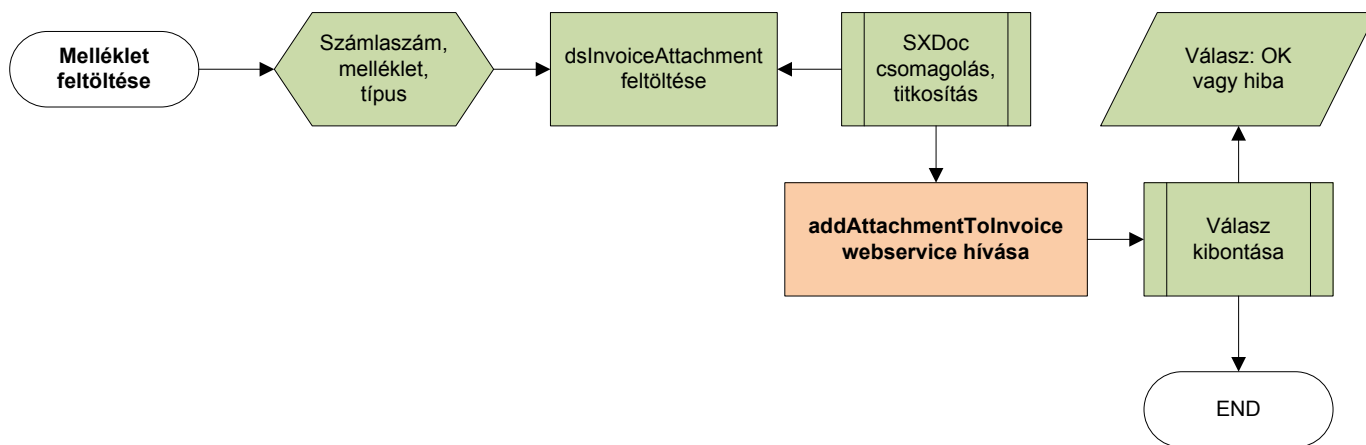 Melléklet
feltöltése
Számlaszám,
melléklet,
típus
dsInvoiceAttachment
feltöltése
SXDoc
csomagolás,
titkosítás
Válasz: OK
vagy hiba
addAttachmentToInvoice
webservice hívása
Válasz
kibontása
END